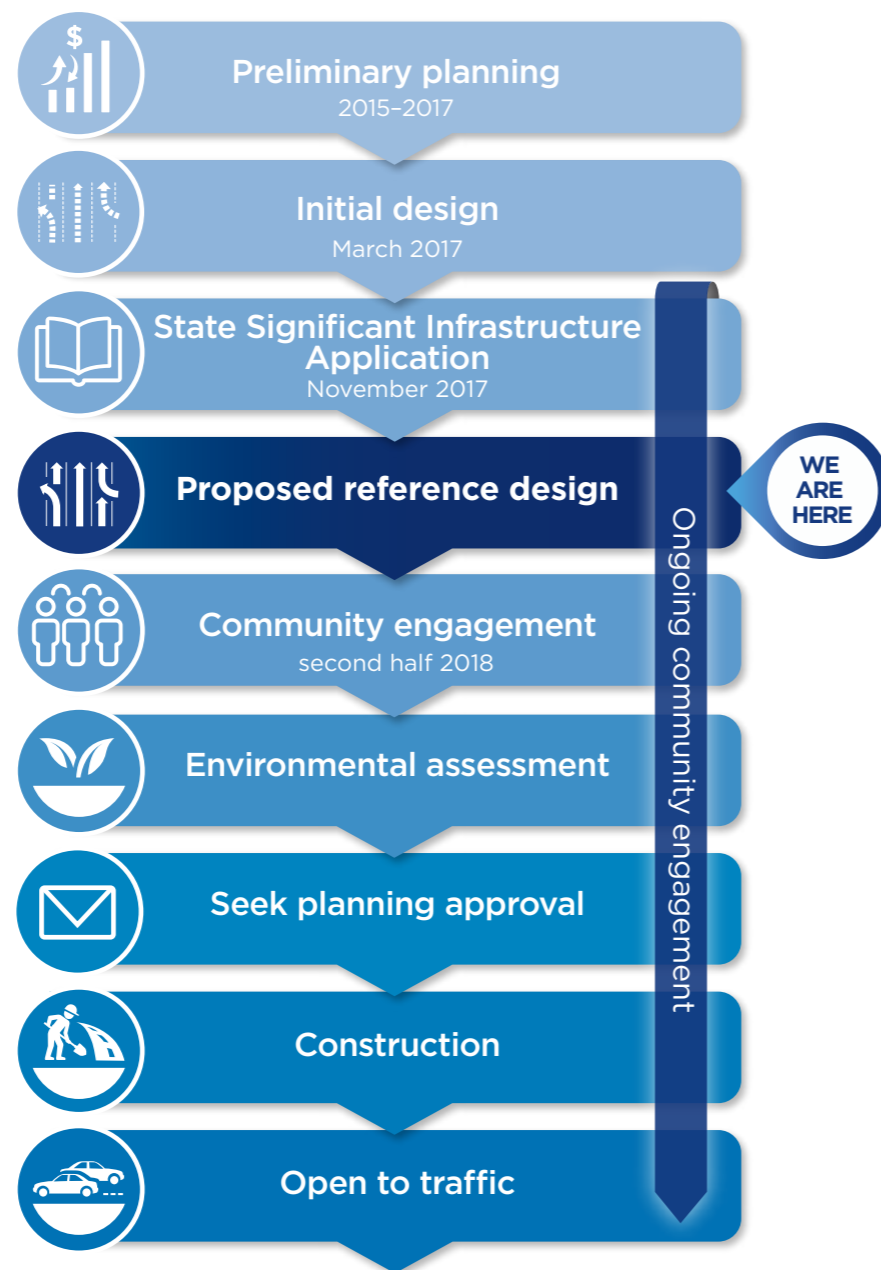 $
Preliminary planning
2015–2017
Initial design
March 2017
State Significant Infrastructure
Application
November 2017
Proposed reference design
WE
ARE
HERE
Ongoing community engagement
Community engagement
second half 2018
Environmental assessment
Seek planning approval
Construction
Open to traffic